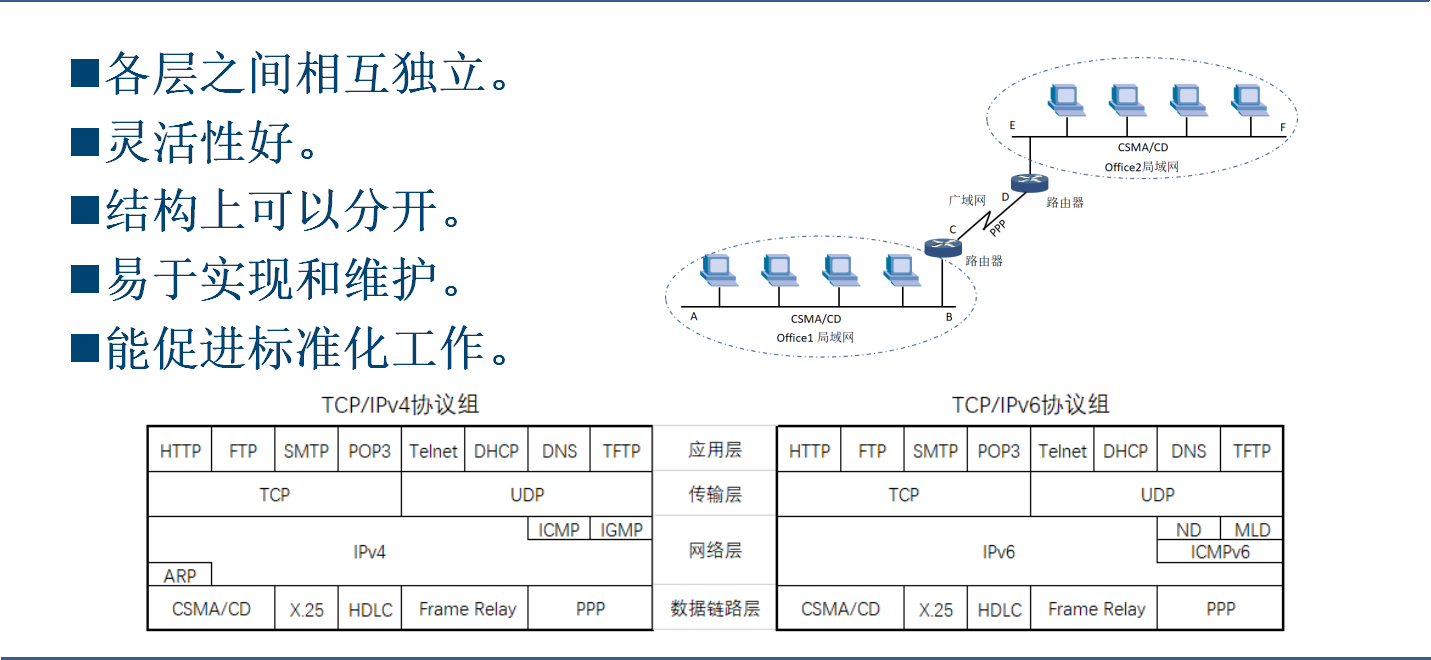 ■各层之间相互独立。
■灵活性好。
■结构上可以分开。
■易于实现和维护。
■能促进标准化工作。
E F
CSMA/CD
Office2局域网
广域网 D 路由器
C PPP
路由器
A CSMA/CD B
Office1 局域网
TCP/IPv4协议组 TCP/IPv6协议组
HTTP FTP SMTP POP3 Telnet DHCP DNS TFTP 应用层 HTTP FTP SMTP POP3 Telnet DHCP DNS TFTP
TCP UDP 传输层 TCP UDP
ICMP IGMP ND MLD
IPv4 网络层 IPv6 ICMPv6
ARP
CSMA/CD X.25 HDLC Frame Relay PPP 数据链路层 CSMA/CD X.25 HDLC Frame Relay PPP